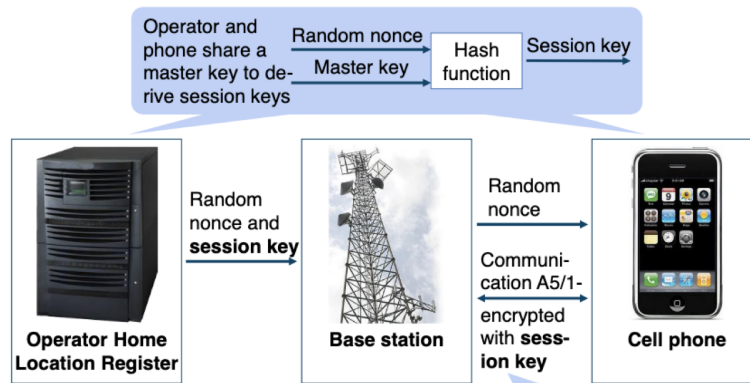 Operator and
phone share a
master key to de-
rive session keys
Random nonce
Master key
Hash
function
Session key
Random
nonce and
session key
Random
nonce
Communi-
cation A5/1-
encrypted
with sess-
ion key
Operator Home
Location Register
Base station
Cell phone